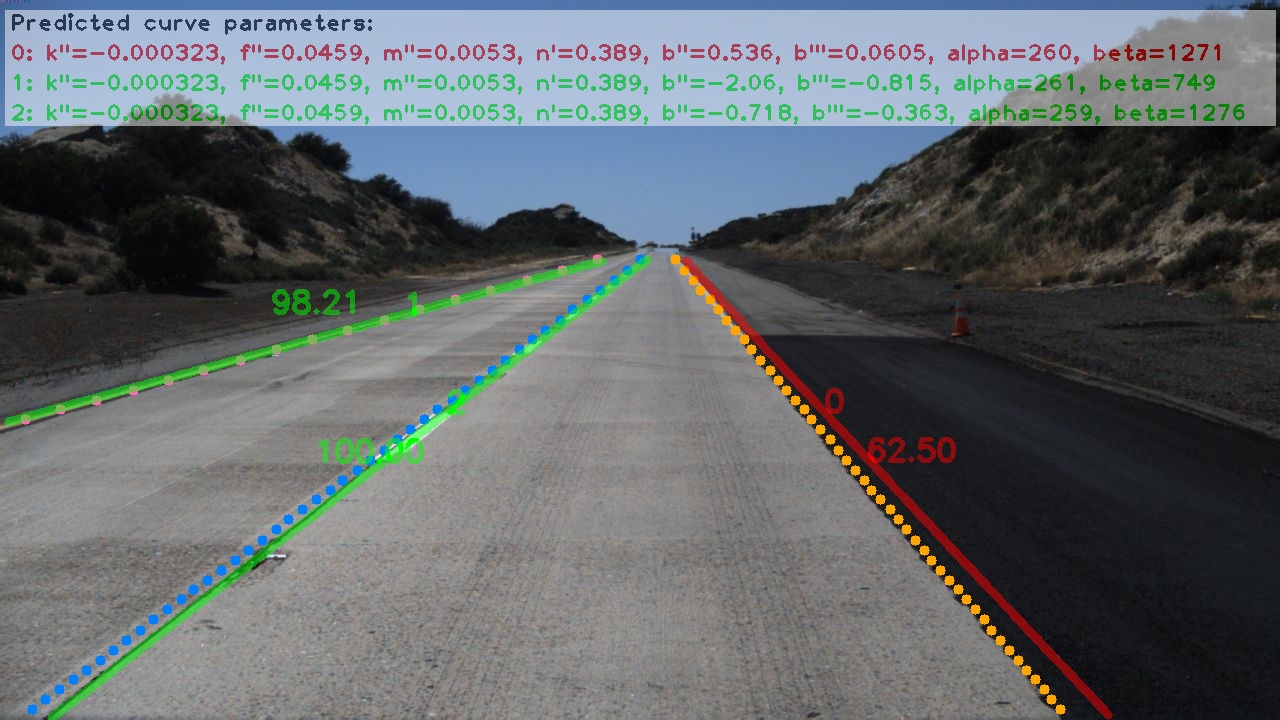 Predicted curve parameters:
0: k"=-0.000323, f"=0.0459, m"=0.0053, n'=0.389, b"=0.536, b'"=0.0605, alpha=260, beta=1271
1: k"=-0.000323, f"=0.0459, m"=0.0053, n'=0.389, b"=-2.06, b'"=-0.815, alpha=261, beta=749
2: k"=-0.000323, f"=0.0459, m"=0.0053, n'=0.389, b"=-0.718, b'"=-0.363, alpha=259, beta=1276
98.21 1
0
100.00
62.50